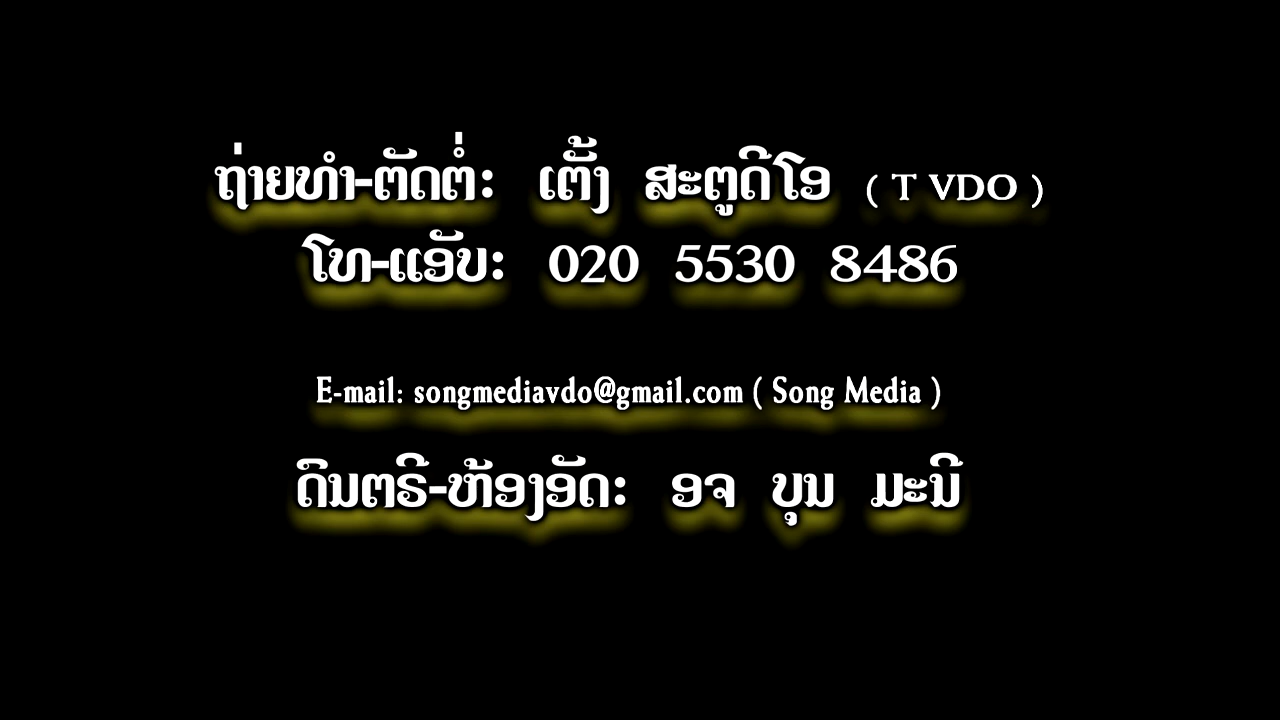 ຖ່າຍທຳ-ຕັດຕໍ່: ເຕັ້ງ ສະຕູດີໂອ ( T VDO )
ໂທ-ແອັບ: 020 5530 8486
E-mail: songmediavdo@gmail.com ( Song Media )
ດົນຕຣີ-ຫ້ອງອັດ: ອຈ ບຸນ ມະນີ